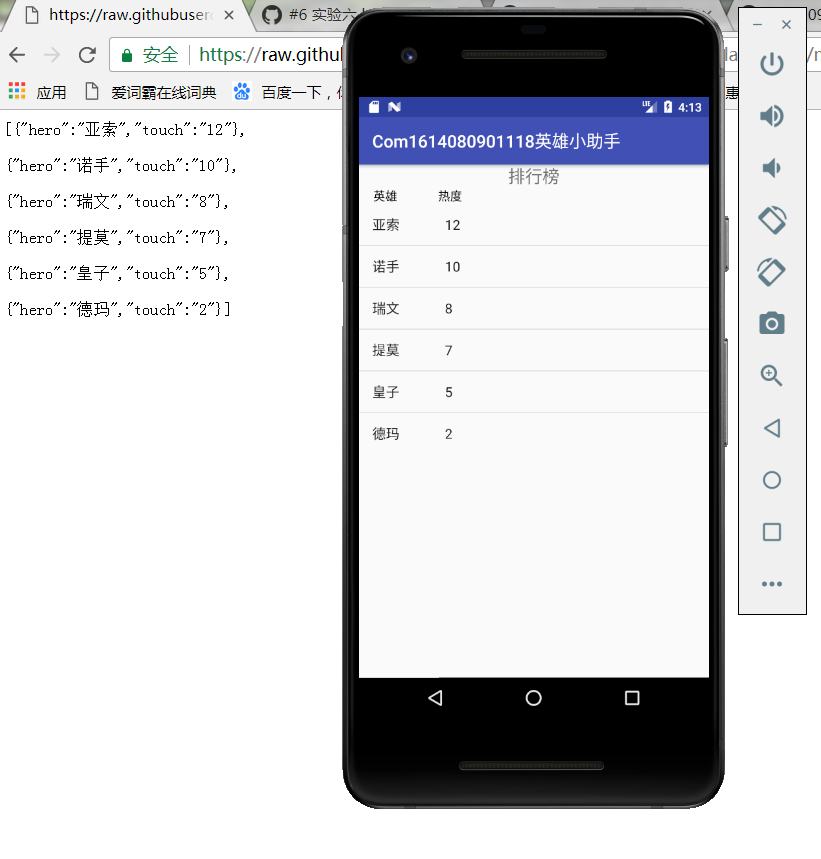 https://raw.githubuser
#6 实验六
安全 https://raw.gith
应用 爱词霸在线词典 百度一下，
惠
[{"hero":"亚索","touch":"12"},
{"hero":"诺手","touch":"10"},
{"hero":"瑞文","touch":"8"},
{"hero":"提莫","touch":"7"},
{"hero":"皇子","touch":"5"},
{"hero":"德玛","touch":"2"}]
LTE 4:13
Com1614080901118英雄小助手
排行榜
英雄 热度
亚索 12
诺手 10
瑞文 8
提莫 7
皇子 5
德玛 2